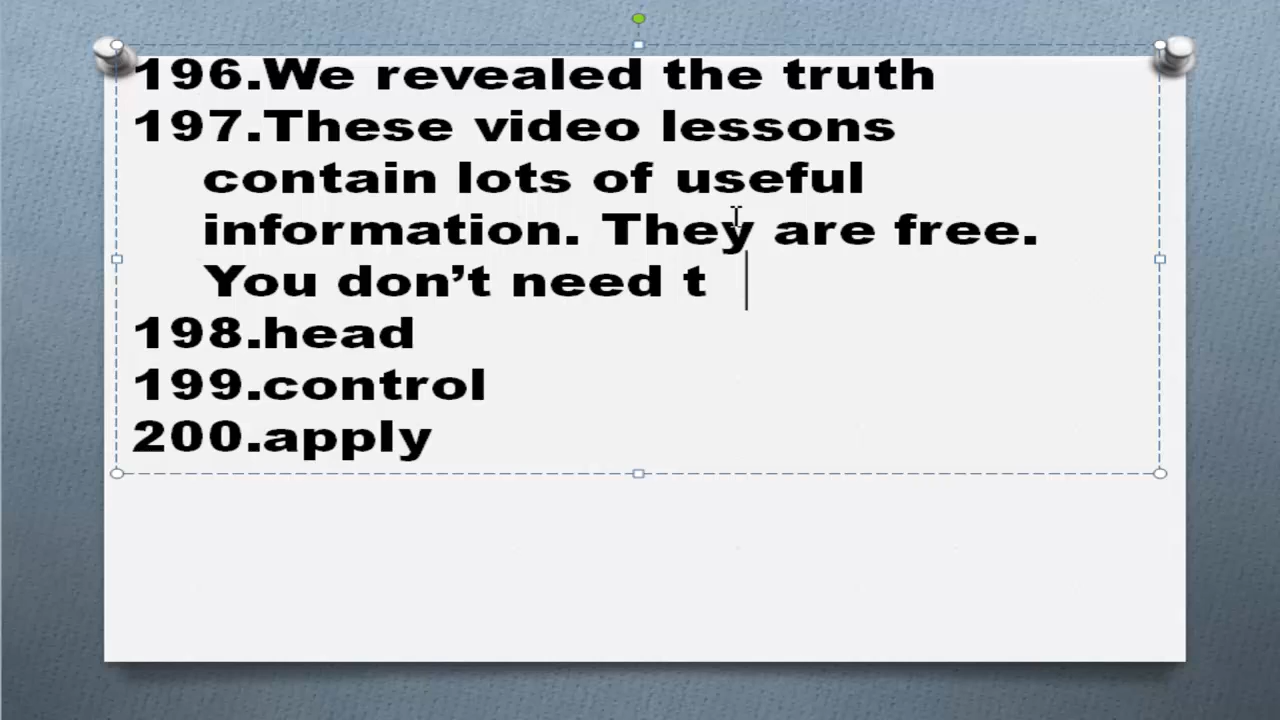 196.We revealed the truth
197.These video lessons
contain lots of useful
information. They are free.
You don’t need t
198.head
199.control
200.apply